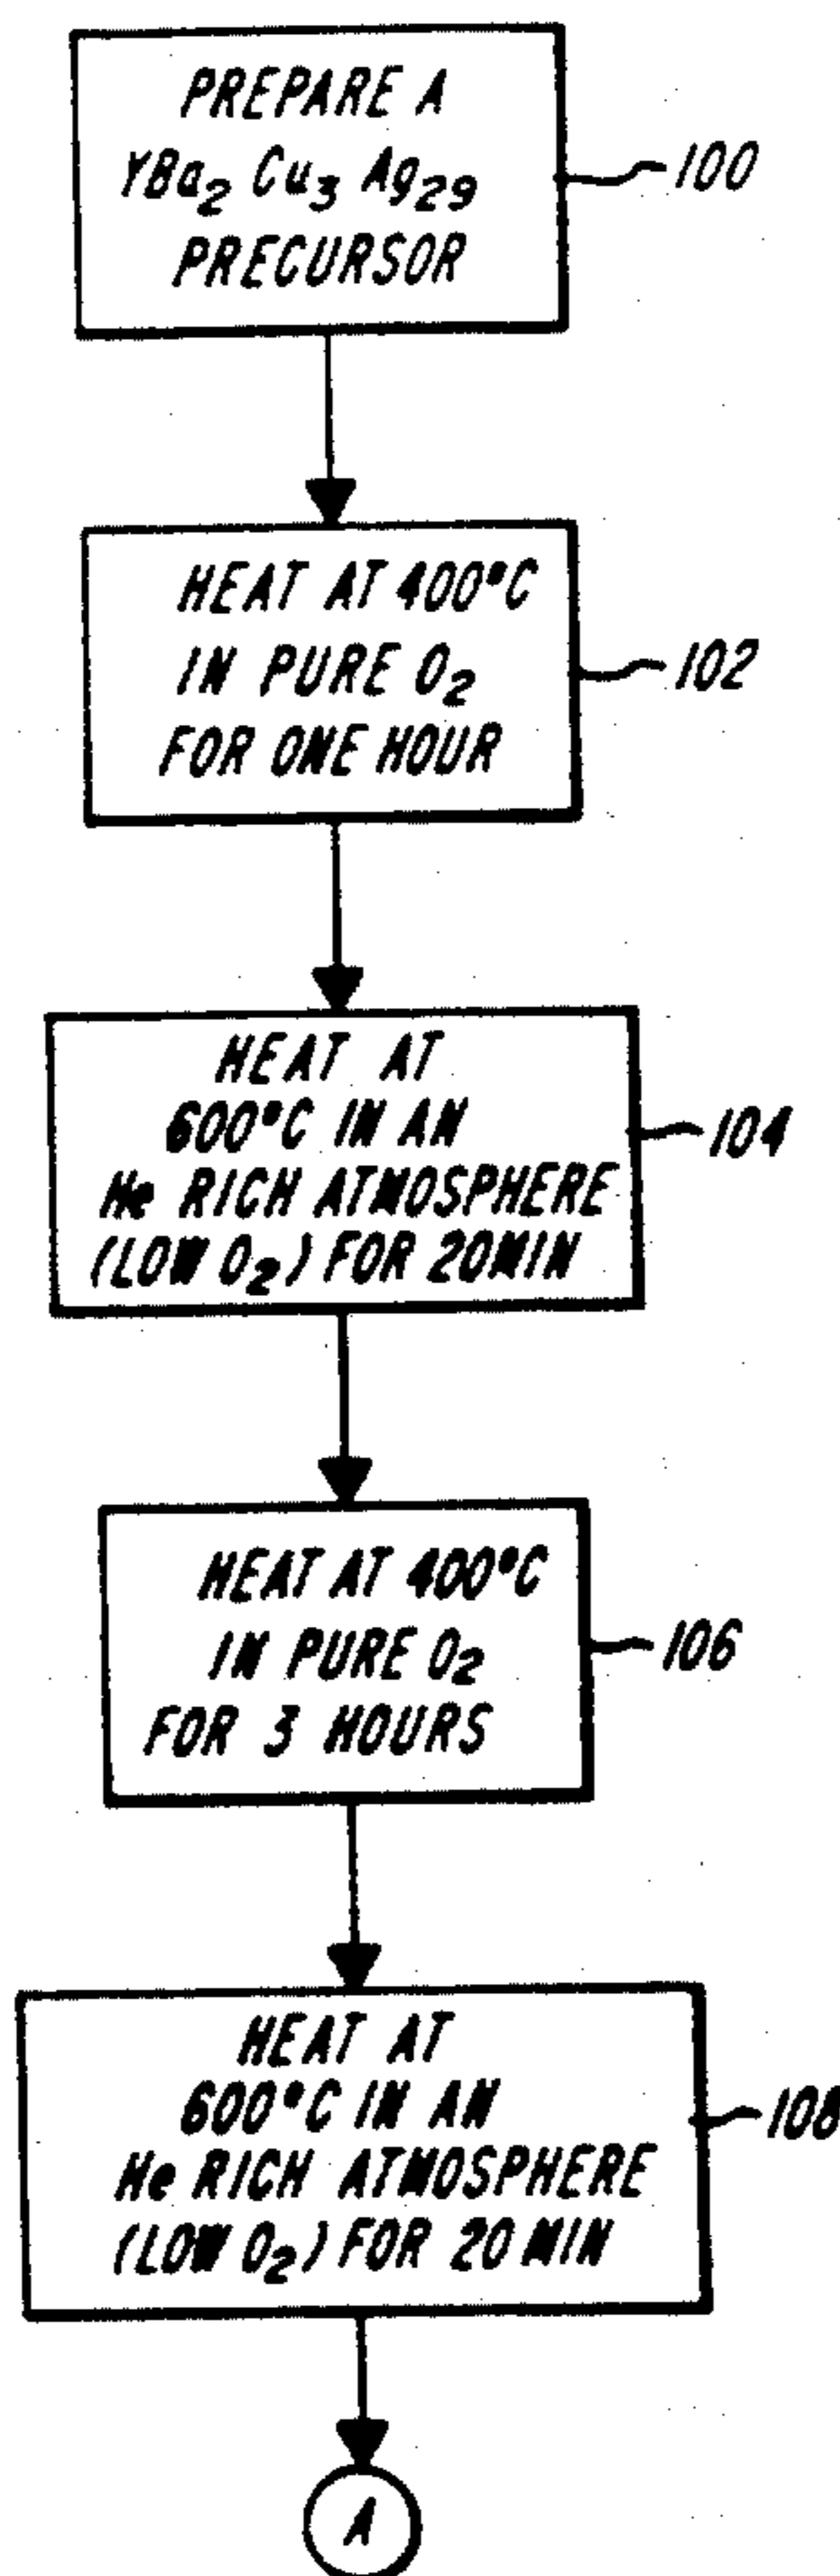 PREPARE A
YBa₂ Cu₃ Ag₂₉
PRECURSOR
100
HEAT AT 400°C
IN PURE O₂
FOR ONE HOUR
102
HEAT AT
600°C IN AN
He RICH ATMOSPHERE
(LOW O₂) FOR 20MIN
104
HEAT AT 400°C
IN PURE O₂
FOR 3 HOURS
106
HEAT AT
600°C IN AN
He RICH ATMOSPHERE
(LOW O₂) FOR 20 MIN
108
A